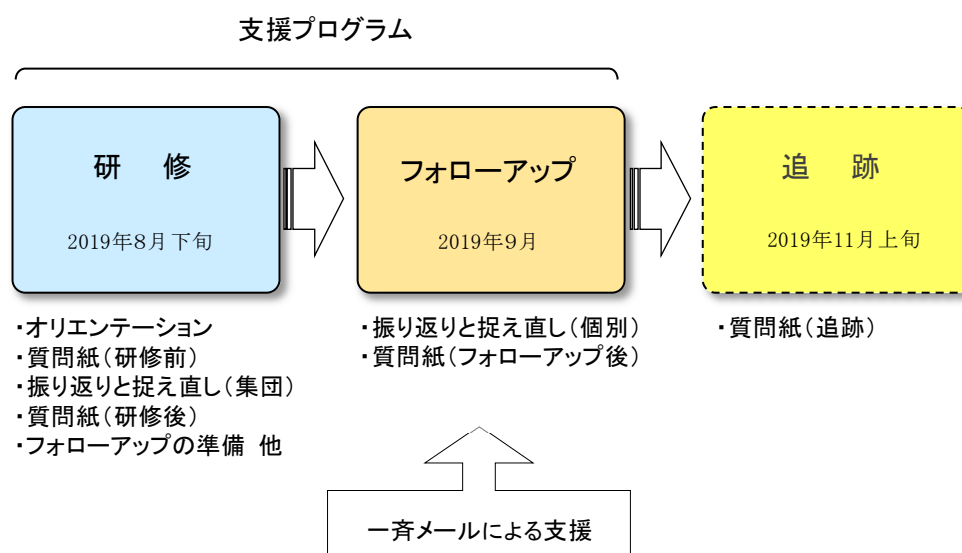 支援プログラム
研 修
2019年8月下旬
フォローアップ
2019年9月
追 跡
2019年11月上旬
・オリエンテーション
・質問紙(研修前)
・振り返りと捉え直し(集団)
・質問紙(研修後)
・フォローアップの準備 他
・振り返りと捉え直し(個別)
・質問紙(フォローアップ後)
・質問紙(追跡)
一斉メールによる支援